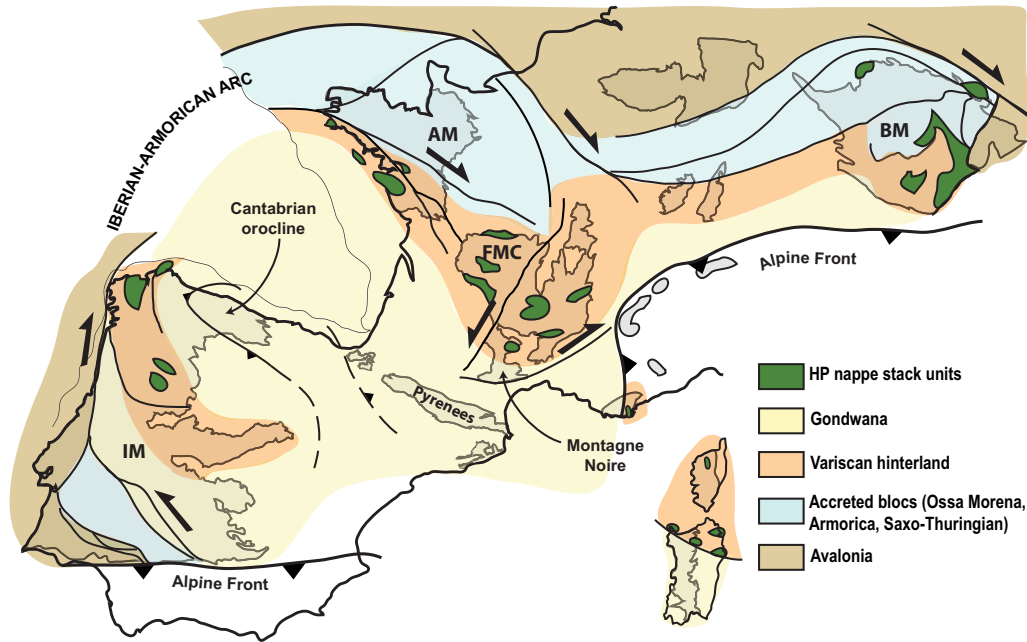 IBERIAN-ARMORICAN ARC
AM
BM
Cantabrian
orocline
FMC
Alpine Front
Pyrenees
IM
Montagne
Noire
Alpine Front
HP nappe stack units
Gondwana
Variscan hinterland
Accreted blocs (Ossa Morena,
Armorica, Saxo-Thuringian)
Avalonia